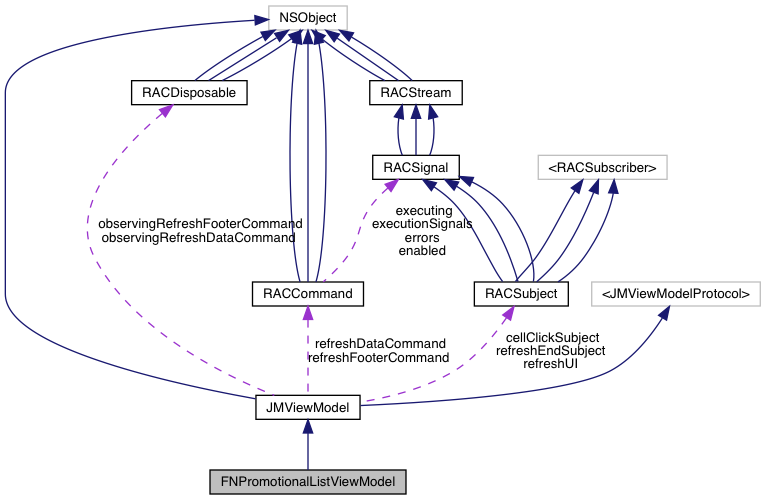 NSObject
RACDisposable
RACStream
RACSignal
<RACSubscriber>
observingRefreshFooterCommand
observingRefreshDataCommand
executing
executionSignals
errors
enabled
RACCommand
RACSubject
<JMViewModelProtocol>
refreshDataCommand
refreshFooterCommand
cellClickSubject
refreshEndSubject
refreshUI
JMViewModel
FNPromotionalListViewModel